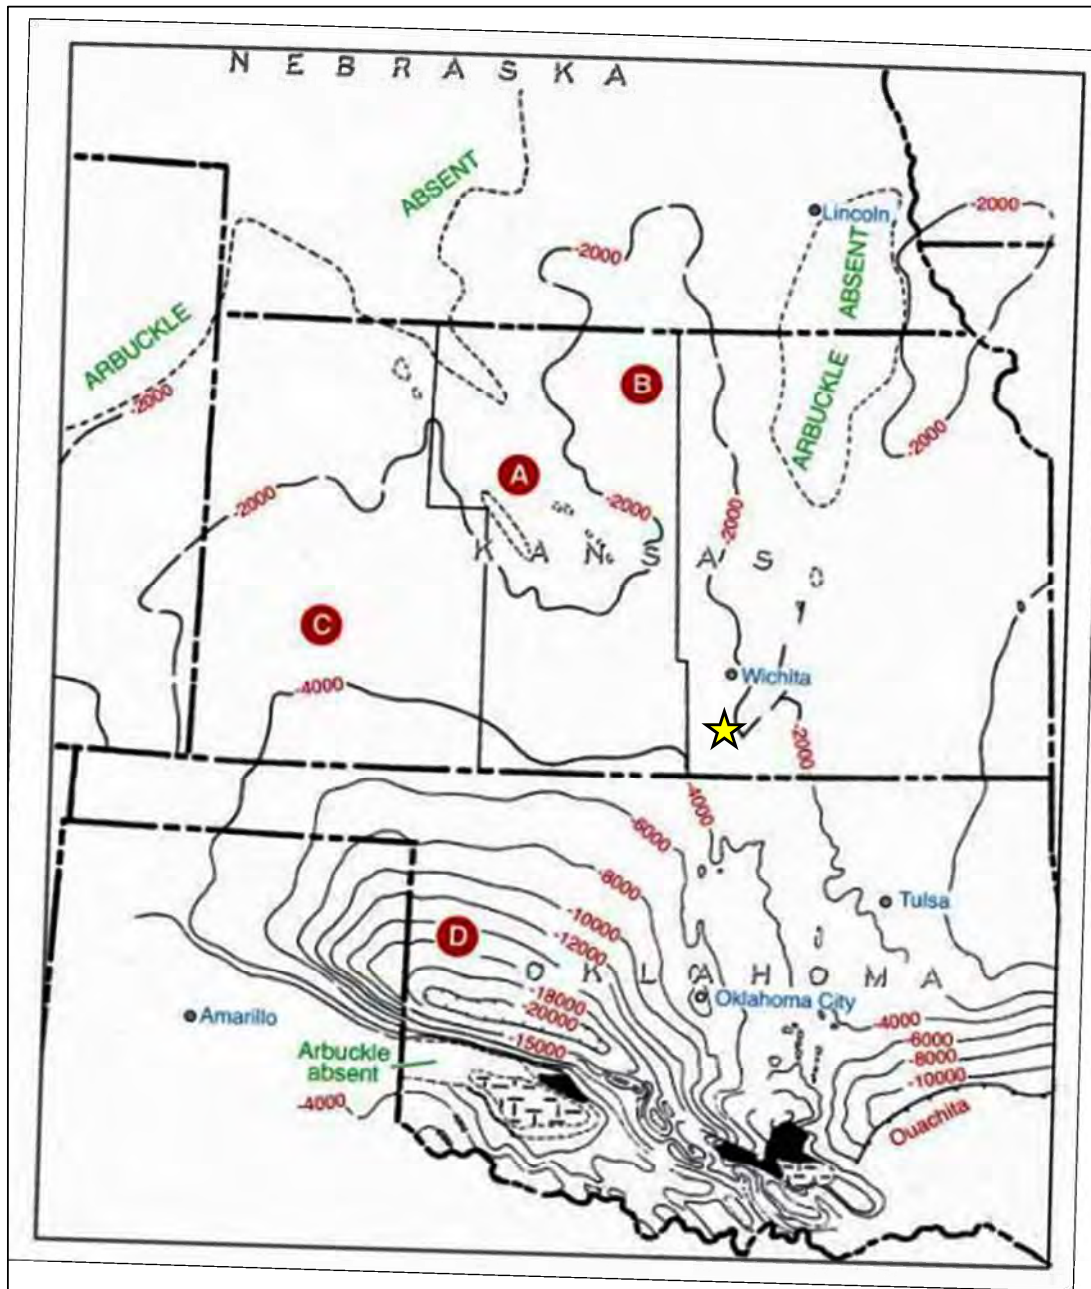 NEBRASKA
ABSENT
-2000
Lincoln
-2000
ABSENT
ARBUCKLE
-2000
B
ARBUCKLE
-2000
A
-2000
-2000
-2000
KANSAS
C
-4000
Wichita
-2000
-4000
-6000
-8000
Tulsa
-10000
D
-12000
OKLAHOMA
-18000
Oklahoma City
-20000
Amarillo
-4000
-15000
-6000
Arbuckle
absent
-8000
-10000
-4000
Ouachita